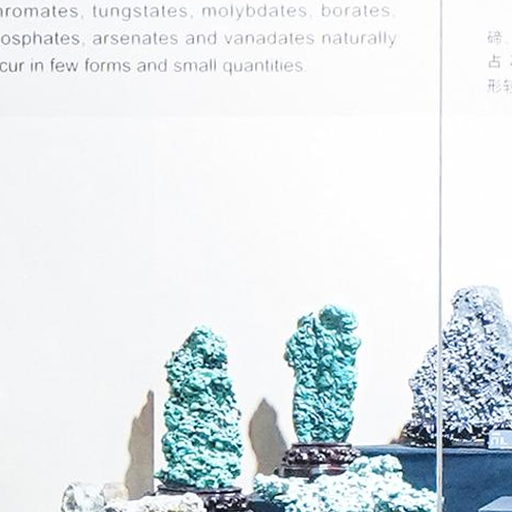 hromates, tungstates, molybdates, borates,
osphates, arsenates and vanadates naturally
cur in few forms and small quantities.
碲、
占
形